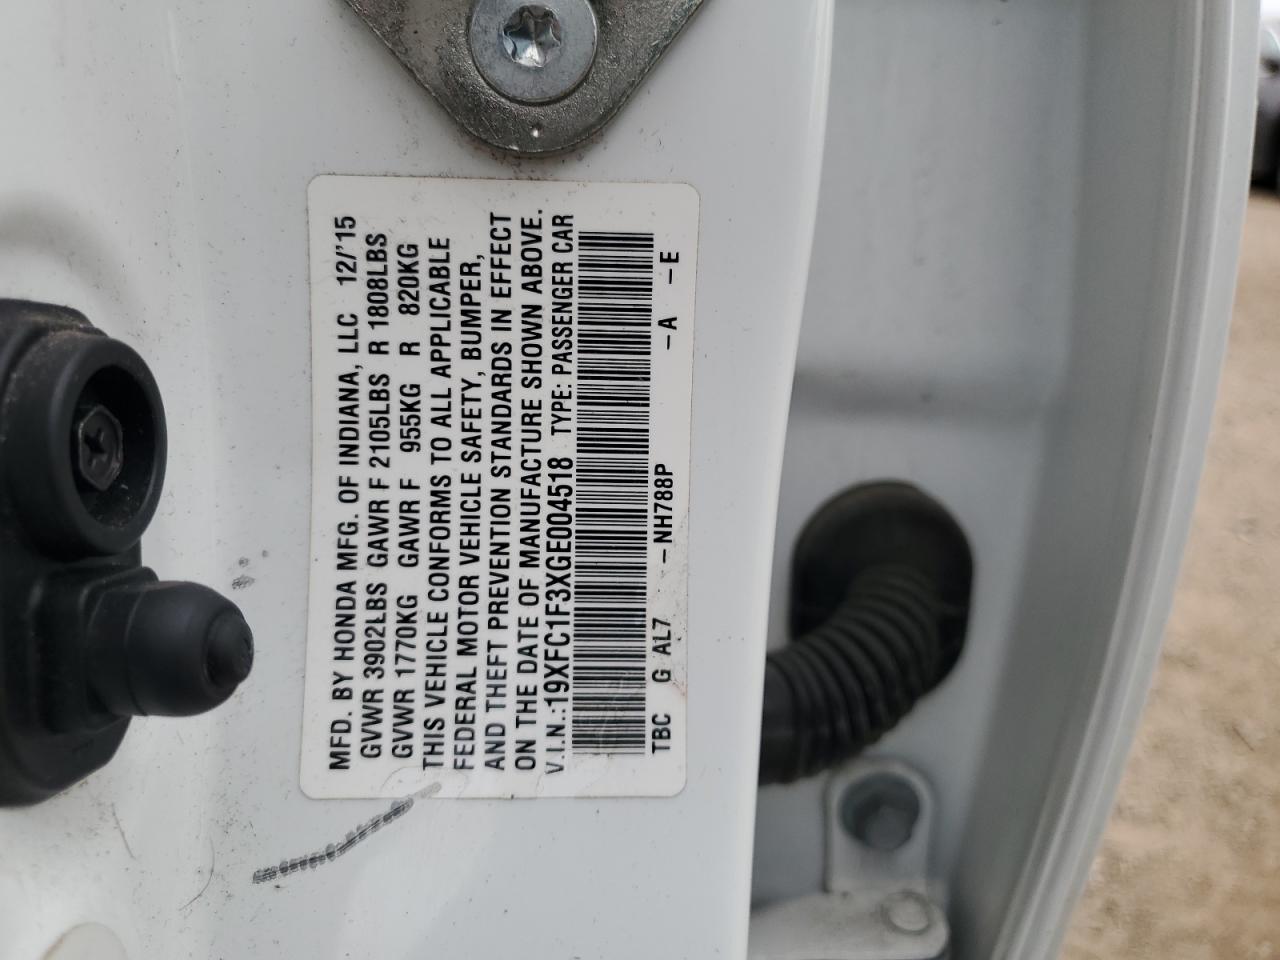 MFD. BY HONDA MFG. OF INDIANA, LLC 12/'15
GVWR 3902LBS GAWR F 2105LBS R 1808LBS
GVWR 1770KG GAWR F 955KG R 820KG
THIS VEHICLE CONFORMS TO ALL APPLICABLE
FEDERAL MOTOR VEHICLE SAFETY, BUMPER,
AND THEFT PREVENTION STANDARDS IN EFFECT
ON THE DATE OF MANUFACTURE SHOWN ABOVE.
V.I.N.:19XFC1F3XGE004518 TYPE: PASSENGER CAR
TBC G AL7 -NH788P -A -E